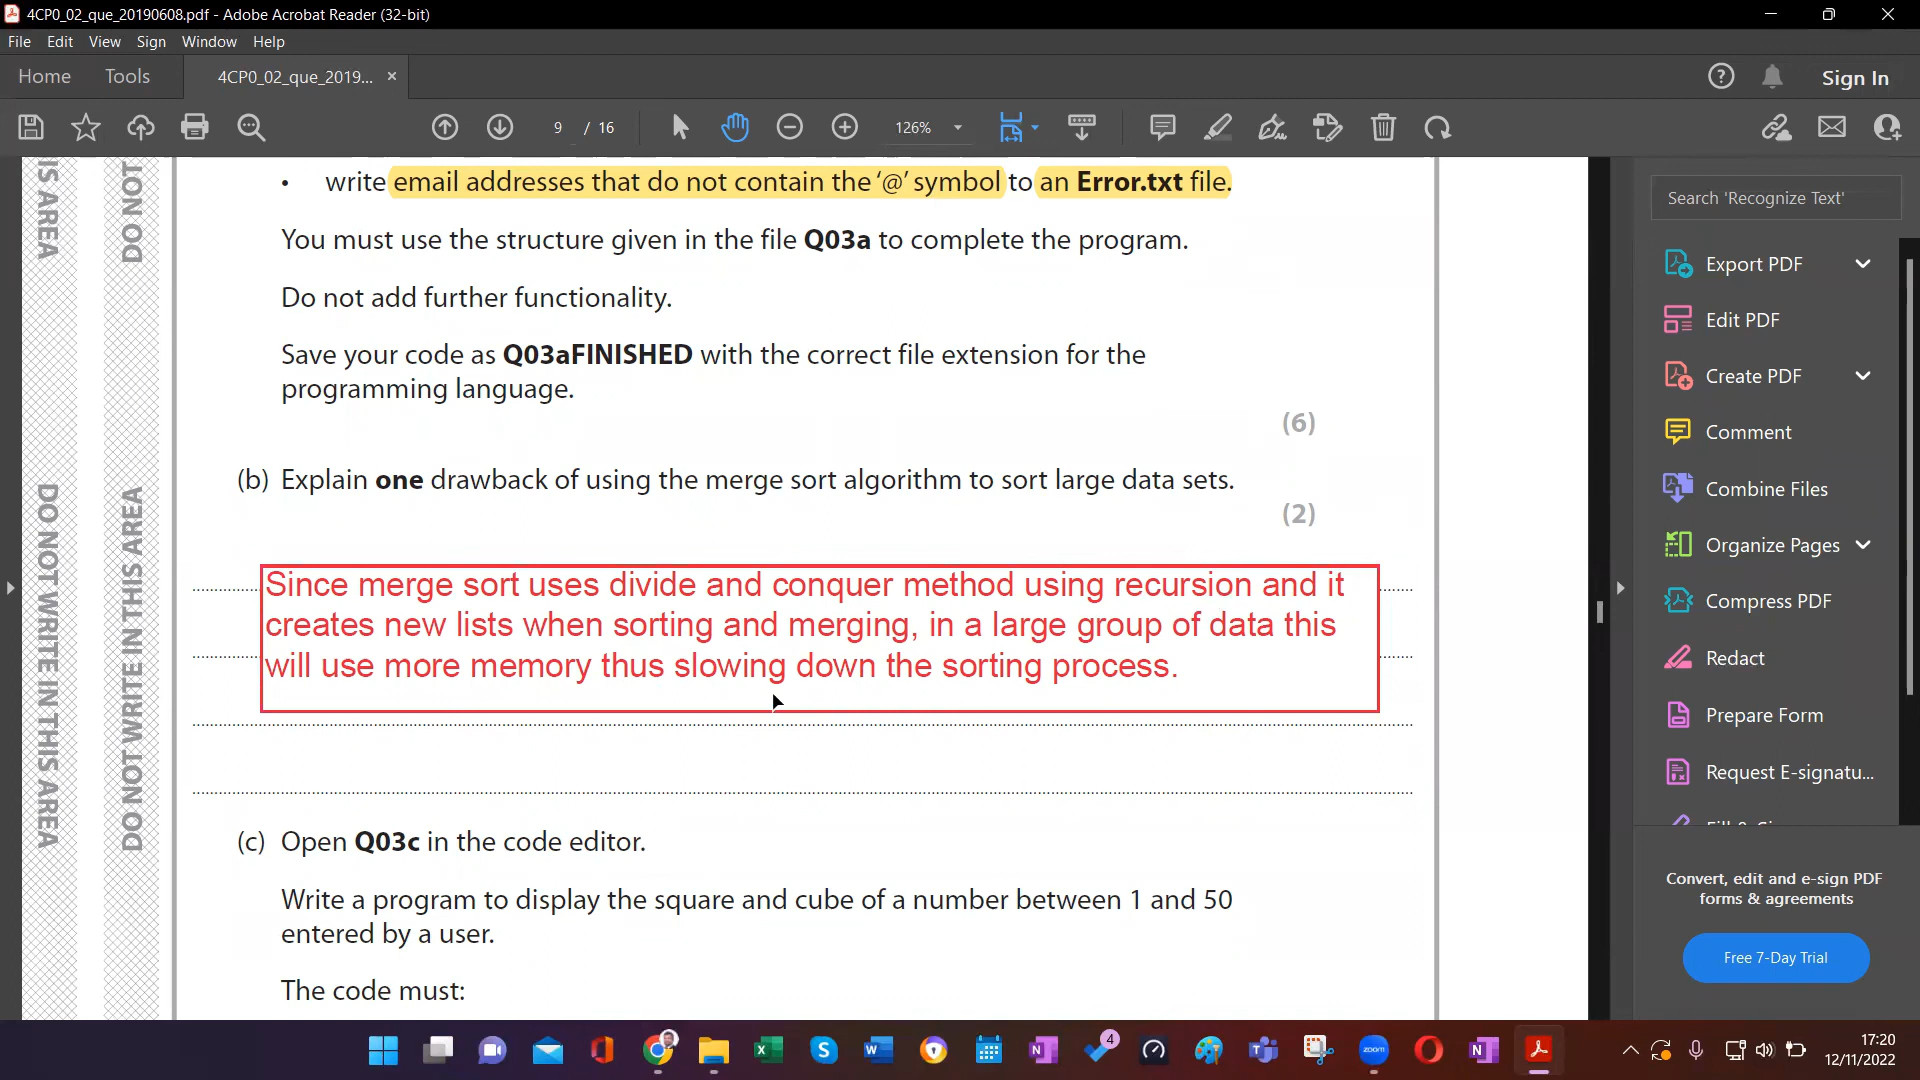 4CP0_02_que_20190608.pdf - Adobe Acrobat Reader (32-bit)
File Edit View Sign Window Help
Home Tools 4CP0_02_que_2019... × Sign In
9 / 16 126%
• write email addresses that do not contain the ‘@’ symbol to an Error.txt file.
You must use the structure given in the file Q03a to complete the program.
Do not add further functionality.
Save your code as Q03aFINISHED with the correct file extension for the
programming language.
(6)
(b) Explain one drawback of using the merge sort algorithm to sort large data sets.
(2)
Since merge sort uses divide and conquer method using recursion and it
creates new lists when sorting and merging, in a large group of data this
will use more memory thus slowing down the sorting process.
(c) Open Q03c in the code editor.
Write a program to display the square and cube of a number between 1 and 50
entered by a user.
The code must:
IS AREA
DO NOT
DO NOT WRITE IN THIS AREA
DO NOT WRITE IN THIS AREA
Search 'Recognize Text'
Export PDF
Edit PDF
Create PDF
Comment
Combine Files
Organize Pages
Compress PDF
Redact
Prepare Form
Request E-signatu...
Convert, edit and e-sign PDF
forms & agreements
Free 7-Day Trial
4
zoom
17:20
12/11/2022